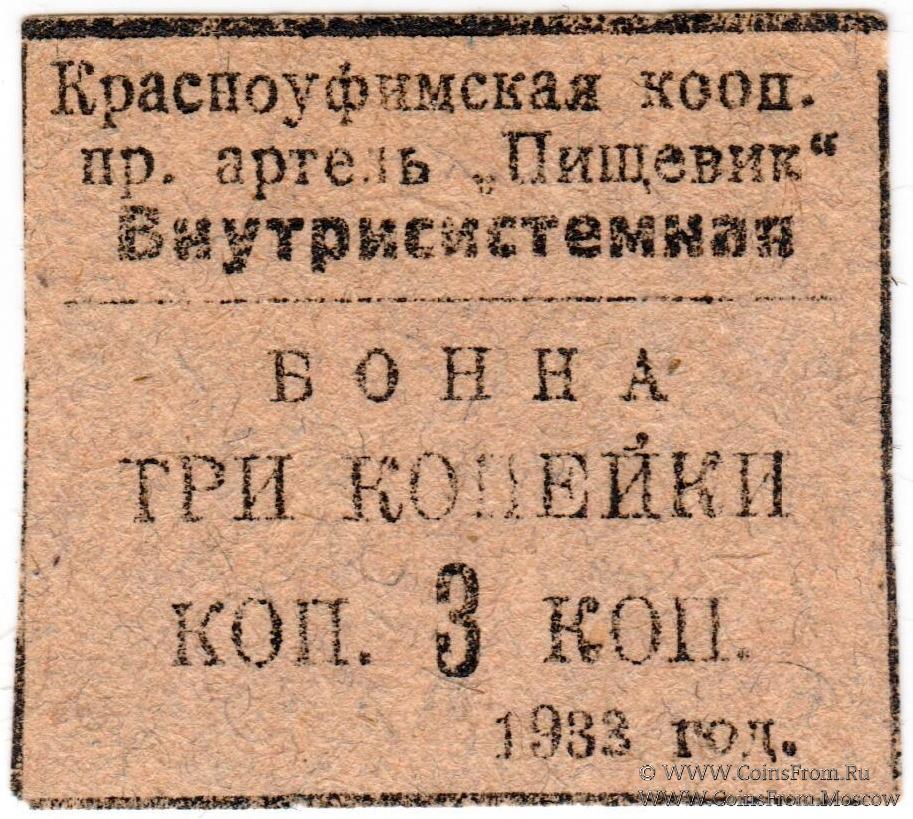 Красноуфимская кооп.
пр. артель „Пищевик“
Внутрисистемная
БОННА
ТРИ КОПЕЙКИ
КОП. 3 КОП.
1933 год.
© WWW.CoinsFrom.Ru
WWW.CoinsFrom.Moscow